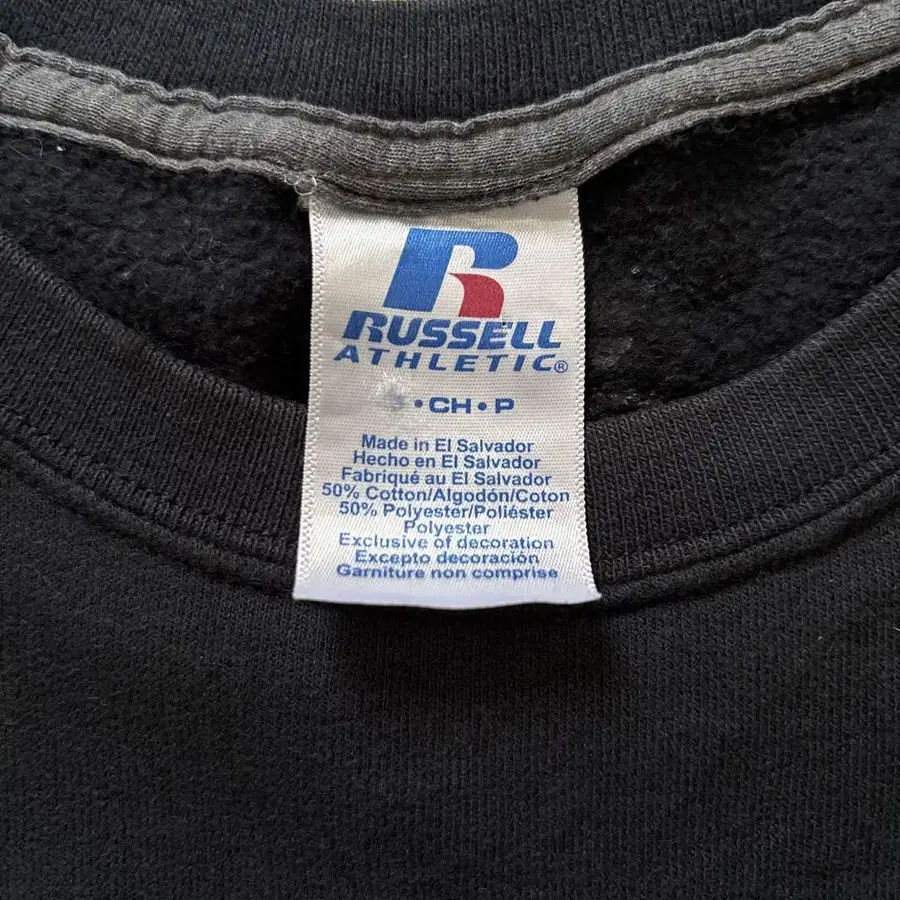 RUSSELL
ATHLETIC®
• CH • P
Made in El Salvador
Hecho en El Salvador
Fabriqué au El Salvador
50% Cotton/Algodón/Coton
50% Polyester/Poliéster
Polyester
Exclusive of decoration
Excepto decoración
Garniture non comprise